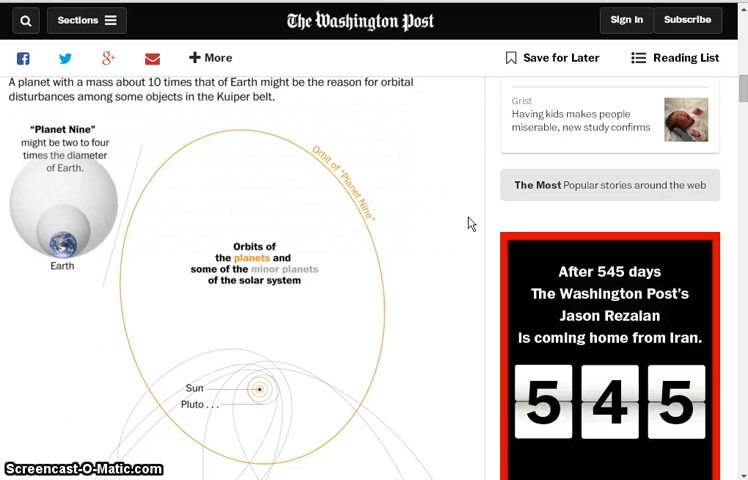 Sections
The Washington Post
Sign In
Subscribe
More
Save for Later
Reading List
A planet with a mass about 10 times that of Earth might be the reason for orbital
disturbances among some objects in the Kuiper belt.
"Planet Nine"
might be two to four
times the diameter
of Earth.
Earth
Orbit of "Planet Nine"
Orbits of
the planets and
some of the minor planets
of the solar system
Sun
Pluto . . .
Grist
Having kids makes people
miserable, new study confirms
The Most Popular stories around the web
After 545 days
The Washington Post's
Jason Rezaian
is coming home from Iran.
545
Screencast-O-Matic.com